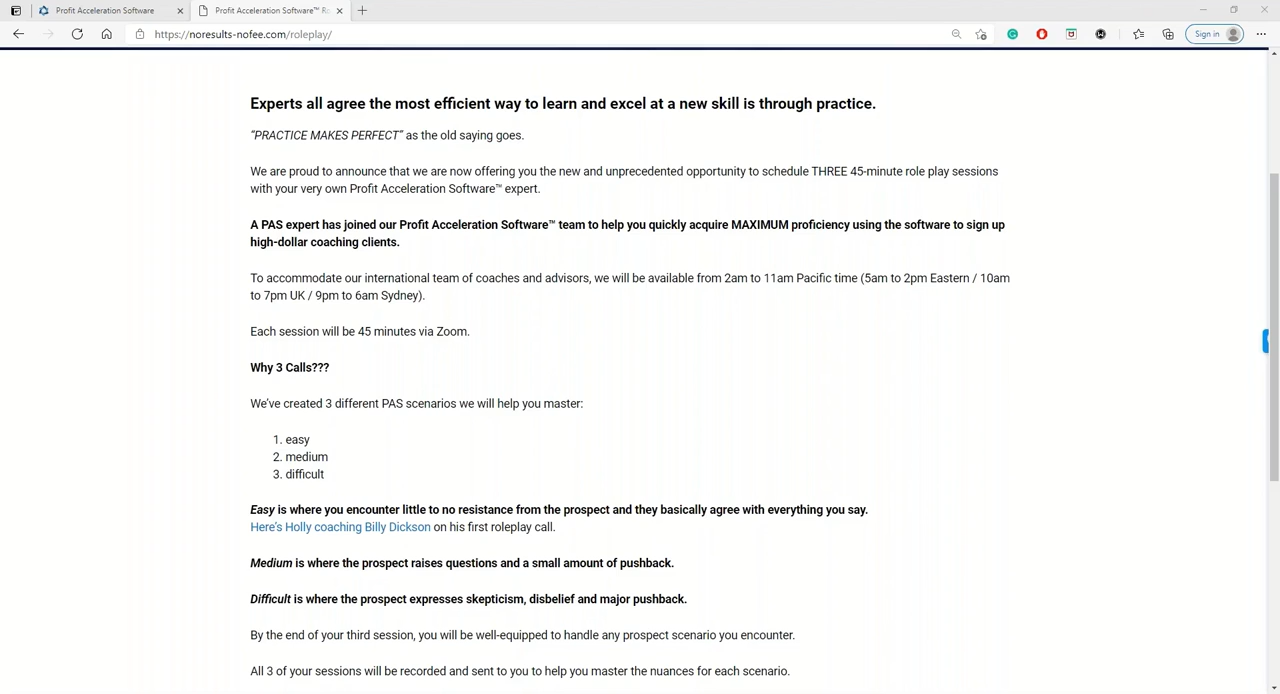 Profit Acceleration Software
Profit Acceleration Software™ Ro
https://noresults-nofee.com/roleplay/
Sign in
Experts all agree the most efficient way to learn and excel at a new skill is through practice.
“PRACTICE MAKES PERFECT” as the old saying goes.
We are proud to announce that we are now offering you the new and unprecedented opportunity to schedule THREE 45-minute role play sessions
with your very own Profit Acceleration Software™ expert.
A PAS expert has joined our Profit Acceleration Software™ team to help you quickly acquire MAXIMUM proficiency using the software to sign up
high-dollar coaching clients.
To accommodate our international team of coaches and advisors, we will be available from 2am to 11am Pacific time (5am to 2pm Eastern / 10am
to 7pm UK / 9pm to 6am Sydney).
Each session will be 45 minutes via Zoom.
Why 3 Calls???
We’ve created 3 different PAS scenarios we will help you master:
1. easy
2. medium
3. difficult
Easy is where you encounter little to no resistance from the prospect and they basically agree with everything you say.
Here’s Holly coaching Billy Dickson on his first roleplay call.
Medium is where the prospect raises questions and a small amount of pushback.
Difficult is where the prospect expresses skepticism, disbelief and major pushback.
By the end of your third session, you will be well-equipped to handle any prospect scenario you encounter.
All 3 of your sessions will be recorded and sent to you to help you master the nuances for each scenario.